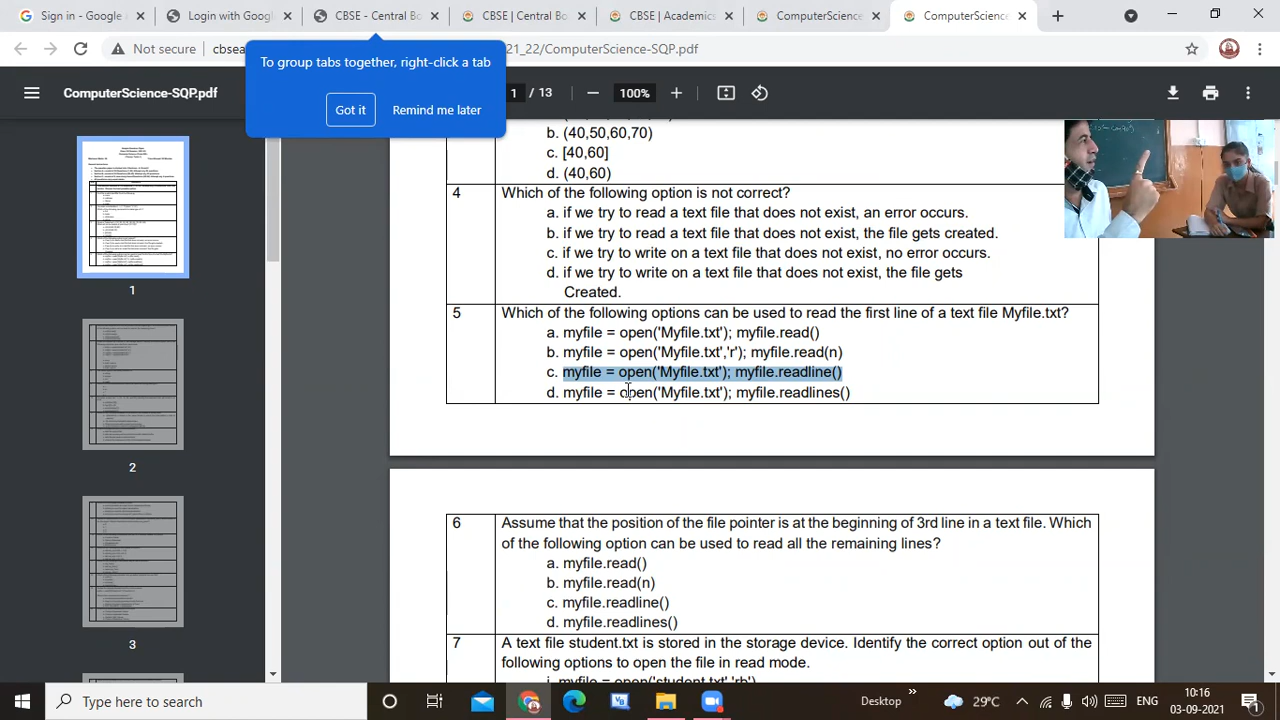 Sign in - Google
Login with Googl
CBSE - Central Bo
CBSE | Central Bo
CBSE | Academics
ComputerScience
ComputerScience
Not secure
cbsea
21_22/ComputerScience-SQP.pdf
To group tabs together, right-click a tab
Got it
Remind me later
ComputerScience-SQP.pdf
1 / 13
100%
b. (40,50,60,70)
c. [40,60]
d. (40,60)
4 Which of the following option is not correct?
a. if we try to read a text file that does not exist, an error occurs.
b. if we try to read a text file that does not exist, the file gets created.
c. if we try to write on a text file that does not exist, no error occurs.
d. if we try to write on a text file that does not exist, the file gets
Created.
5 Which of the following options can be used to read the first line of a text file Myfile.txt?
a. myfile = open('Myfile.txt'); myfile.read()
b. myfile = open('Myfile.txt','r'); myfile.read(n)
c. myfile = open('Myfile.txt'); myfile.readline()
d. myfile = open('Myfile.txt'); myfile.readlines()
6 Assume that the position of the file pointer is at the beginning of 3rd line in a text file. Which
of the following option can be used to read all the remaining lines?
a. myfile.read()
b. myfile.read(n)
c. myfile.readline()
d. myfile.readlines()
7 A text file student.txt is stored in the storage device. Identify the correct option out of the
following options to open the file in read mode.
i. myfile = open('student.txt','rb')
1
2
3
Type here to search
Desktop
29°C
ENG
10:16
03-09-2021
1